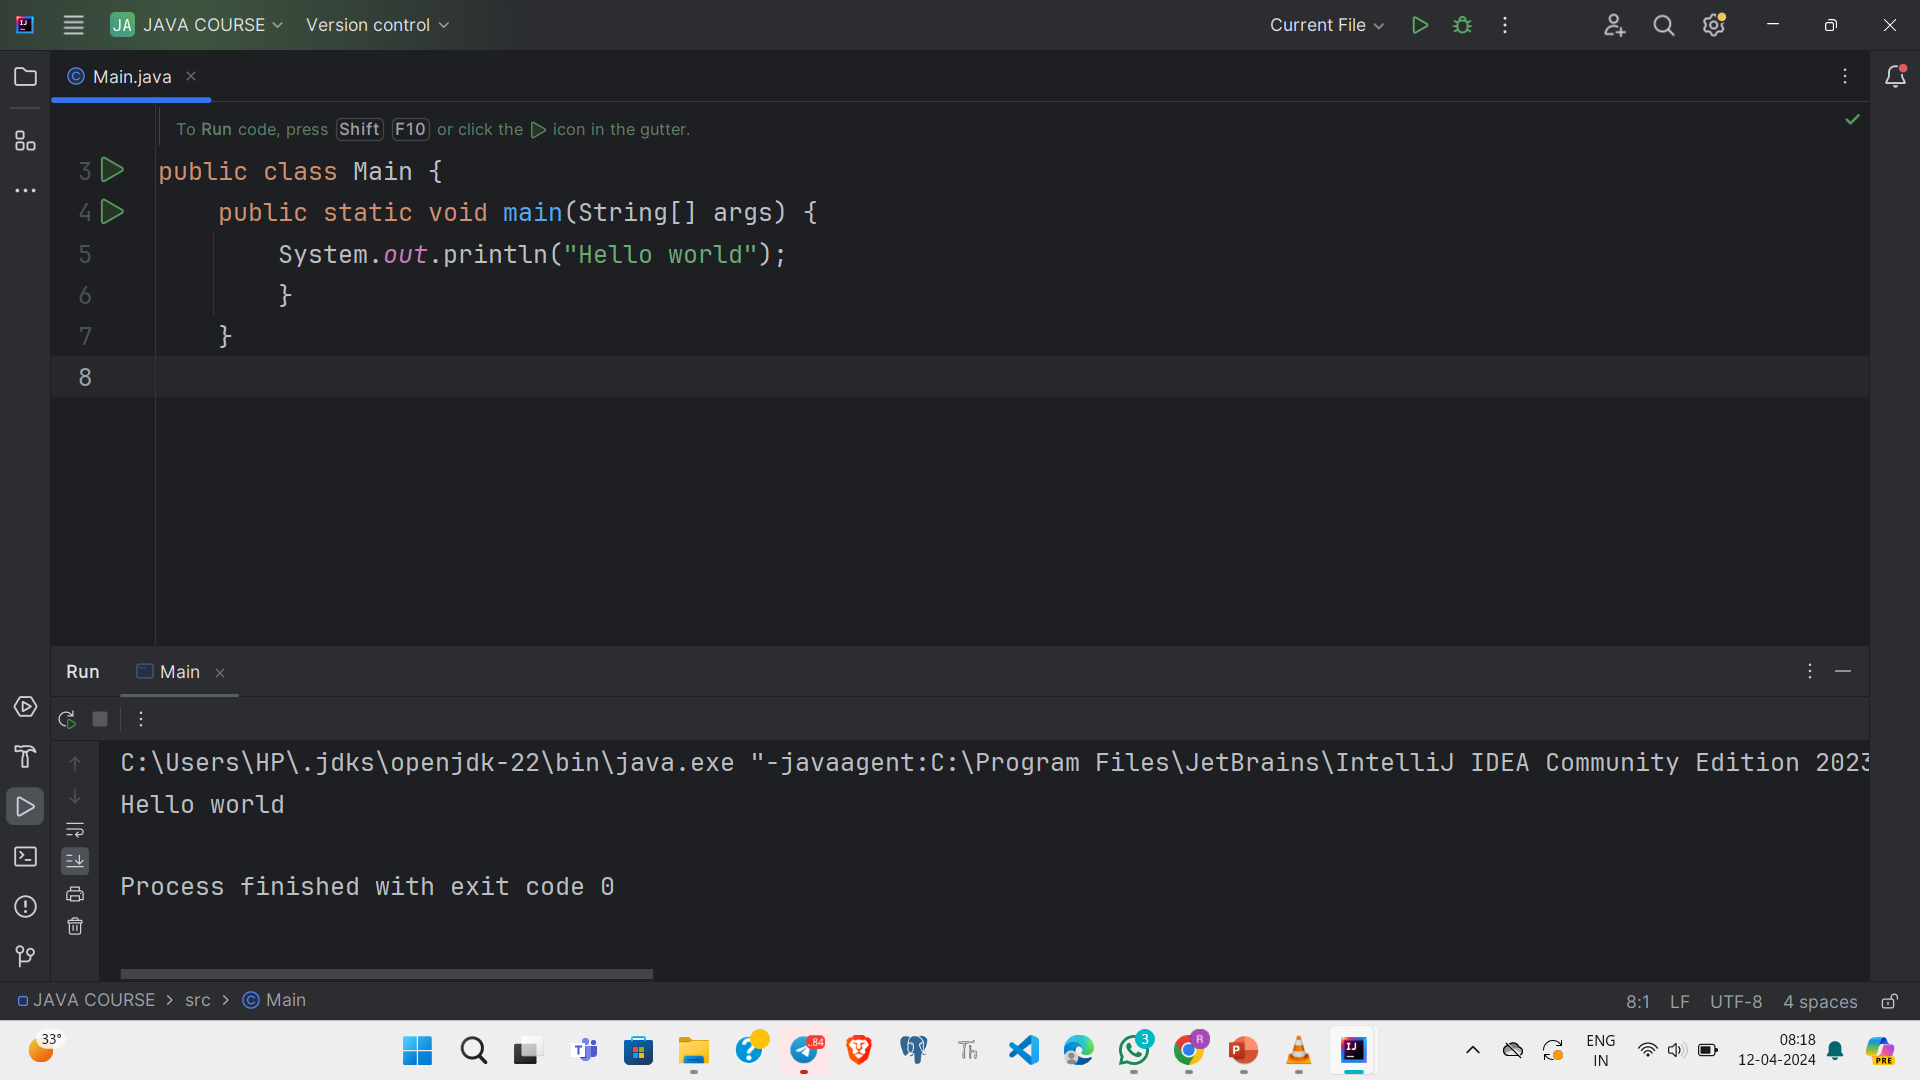 JA JAVA COURSE Version control Current File
Main.java
To Run code, press Shift F10 or click the icon in the gutter.
3 public class Main {
4 public static void main(String[] args) {
5 System.out.println("Hello world");
6 }
7 }
8
Run Main
C:\Users\HP\.jdks\openjdk-22\bin\java.exe "-javaagent:C:\Program Files\JetBrains\IntelliJ IDEA Community Edition 2023
Hello world
Process finished with exit code 0
JAVA COURSE > src > Main 8:1 LF UTF-8 4 spaces
33°
84
3
R
P
Th
IJ
ENG
IN
08:18
12-04-2024
PRE